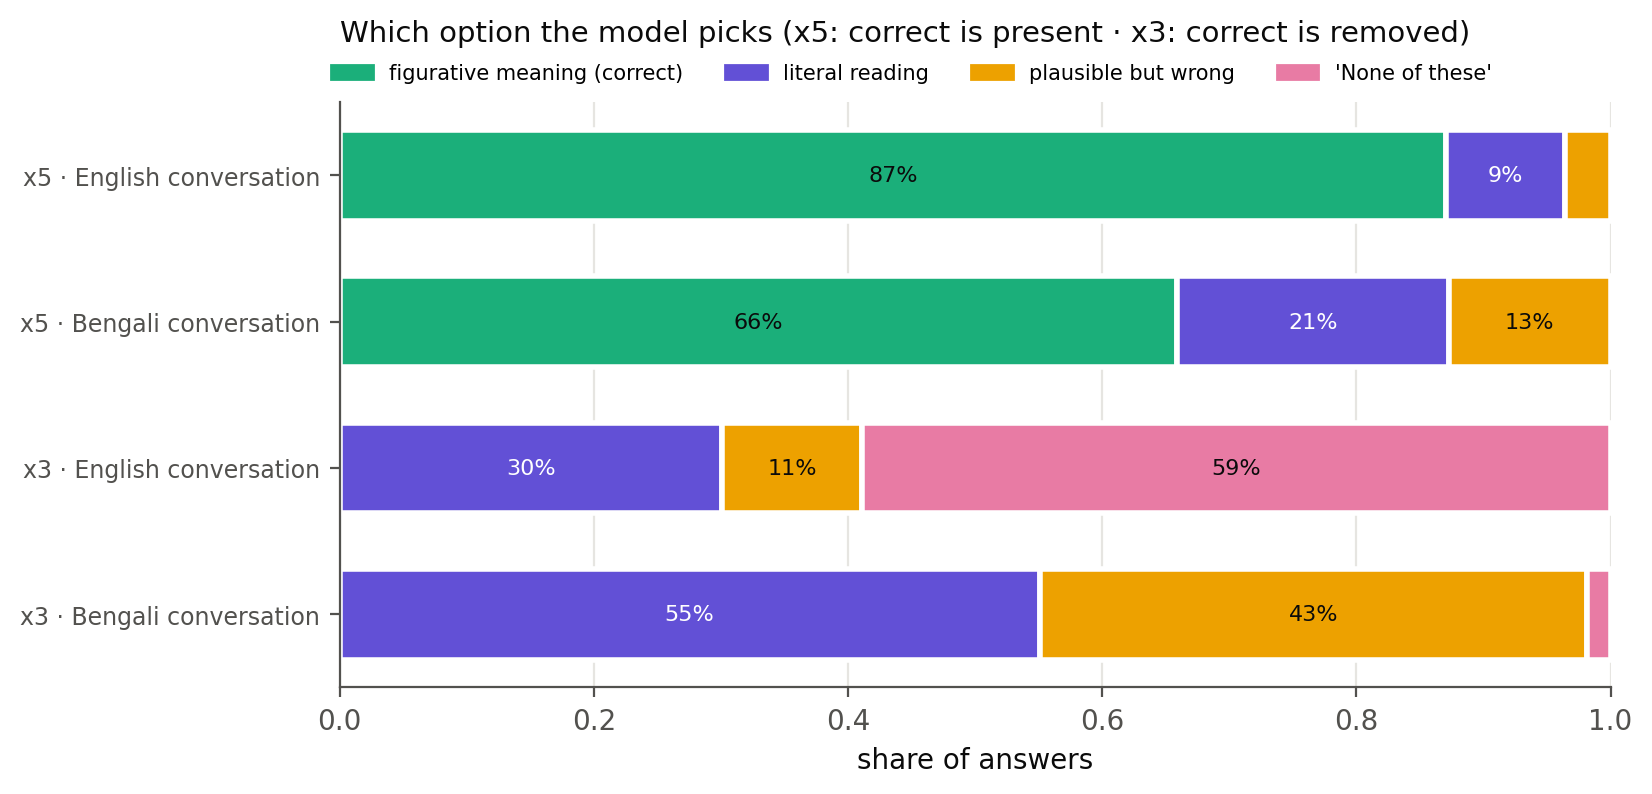 Which option the model picks (x5: correct is present · x3: correct is removed)
figurative meaning (correct) literal reading plausible but wrong 'None of these'
x5 · English conversation 87% 9%
x5 · Bengali conversation 66% 21% 13%
x3 · English conversation 30% 11% 59%
x3 · Bengali conversation 55% 43%
0.0 0.2 0.4 0.6 0.8 1.0
share of answers